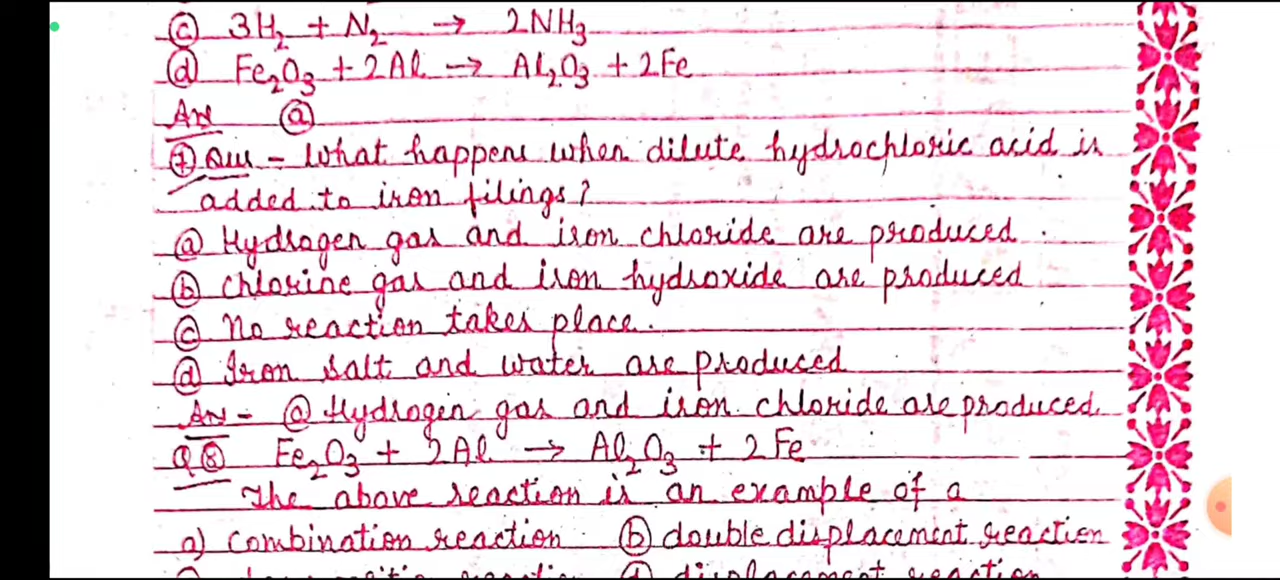 ⓒ 3H₂ + N₂ → 2NH₃
ⓓ Fe₂O₃ + 2Al → Al₂O₃ + 2Fe
Ans ⓐ
⑦ Que - What happens when dilute hydrochloric acid is
added to iron filings?
ⓐ Hydrogen gas and iron chloride are produced.
ⓑ Chlorine gas and iron hydroxide are produced
ⓒ No reaction takes place.
ⓓ Iron salt and water are produced
Ans - ⓐ Hydrogen gas and iron chloride are produced.
Q⑧ Fe₂O₃ + 2Al → Al₂O₃ + 2Fe
The above reaction is an example of a
a) combination reaction ⓑ double displacement reaction
ⓓ displacement reaction